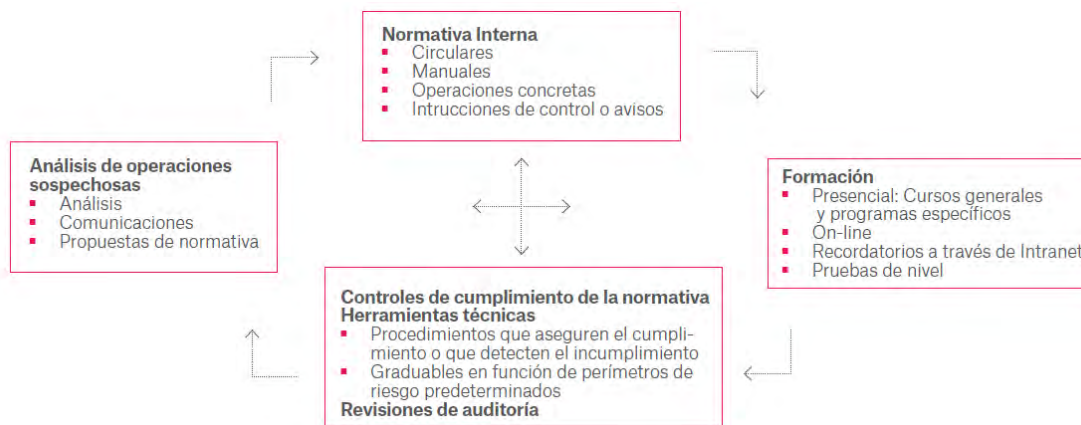 Normativa Interna
▪ Circulares
▪ Manuales
▪ Operaciones concretas
▪ Intrucciones de control o avisos
Análisis de operaciones
sospechosas
▪ Análisis
▪ Comunicaciones
▪ Propuestas de normativa
Formación
▪ Presencial: Cursos generales
y programas específicos
▪ On-line
▪ Recordatorios a través de Intranet
▪ Pruebas de nivel
Controles de cumplimiento de la normativa
Herramientas técnicas
▪ Procedimientos que aseguren el cumpli-
miento o que detecten el incumplimiento
▪ Graduables en función de perímetros de
riesgo predeterminados
Revisiones de auditoría